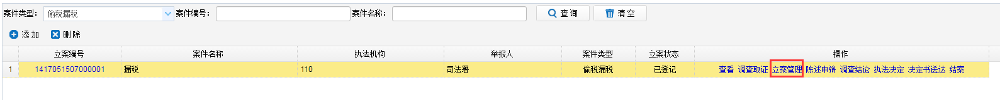 案件类型： 偷税漏税 案件编号： 案件名称： 查询 清空
添加 删除
立案编号 案件名称 执法机构 举报人 案件类型 立案状态 操作
1 1417051507000001 漏税 110 司法署 偷税漏税 已登记 查看 调查取证 立案管理 陈述申辩 调查结论 执法决定 决定书送达 结案